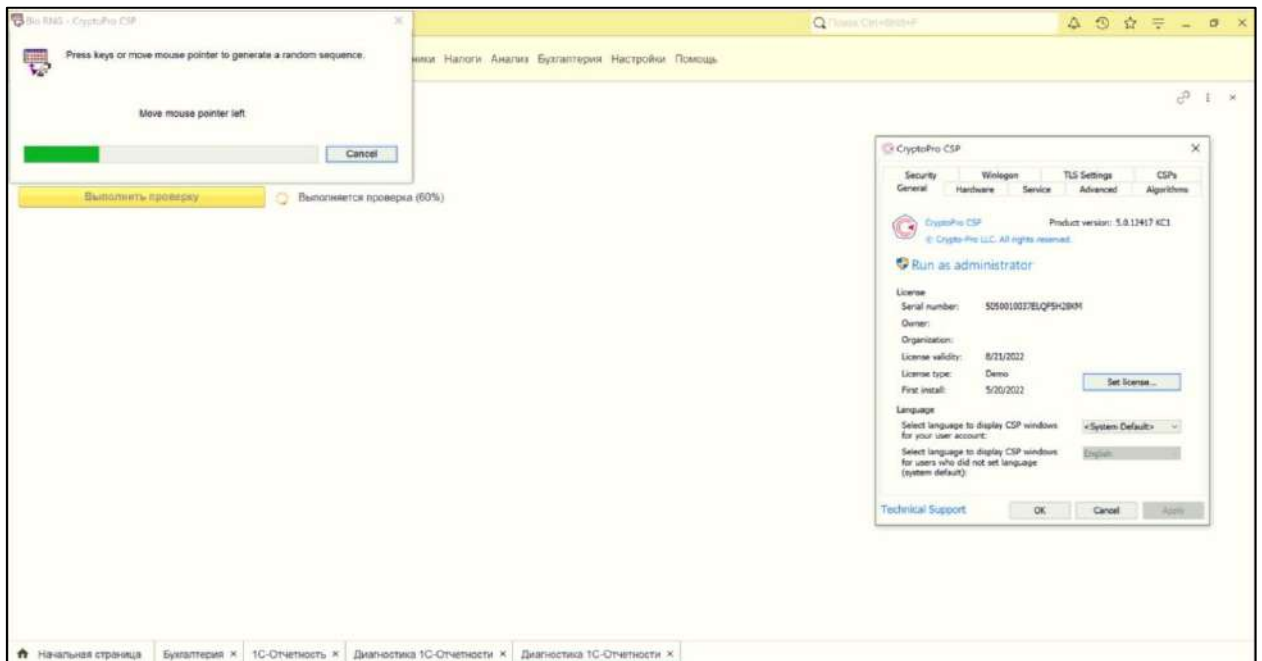 Bio RNG - CryptoPro CSP
Поиск Ctrl+Shift+F
Press keys or move mouse pointer to generate a random sequence.
Налоги Анализ Бухгалтерия Настройки Помощь
Move mouse pointer left
Cancel
Выполнить проверку
Выполняется проверка (60%)
CryptoPro CSP
Security Winlogon TLS Settings CSPs
General Hardware Service Advanced Algorithms
CryptoPro CSP Product version: 5.0.12417 KC1
© Crypto-Pro LLC. All rights reserved.
Run as administrator
License
Serial number:
Owner:
Organization:
License validity: 8/21/2022
License type: Demo
First install: 5/20/2022
Set license...
Language
Select language to display CSP windows
for your user account:
<System Default>
Select language to display CSP windows
for users who did not set language
(system default):
English
Technical Support OK Cancel Apply
Начальная страница Бухгалтерия 1С-Отчетность Диагностика 1С-Отчетности Диагностика 1С-Отчетности